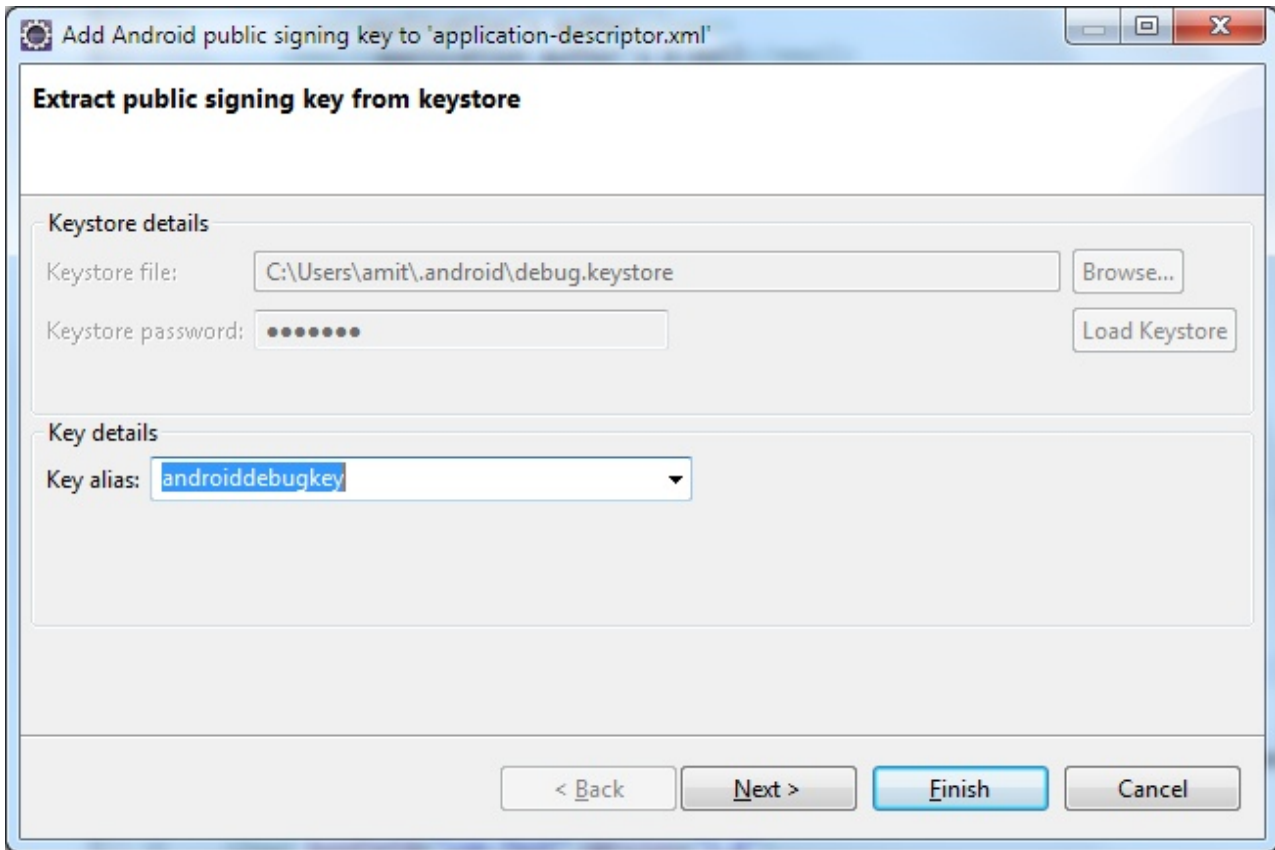 Add Android public signing key to 'application-descriptor.xml'
Extract public signing key from keystore
Keystore details
Keystore file: C:\Users\amit\.android\debug.keystore Browse...
Keystore password: ●●●●●●● Load Keystore
Key details
Key alias: androiddebugkey
< Back Next > Finish Cancel